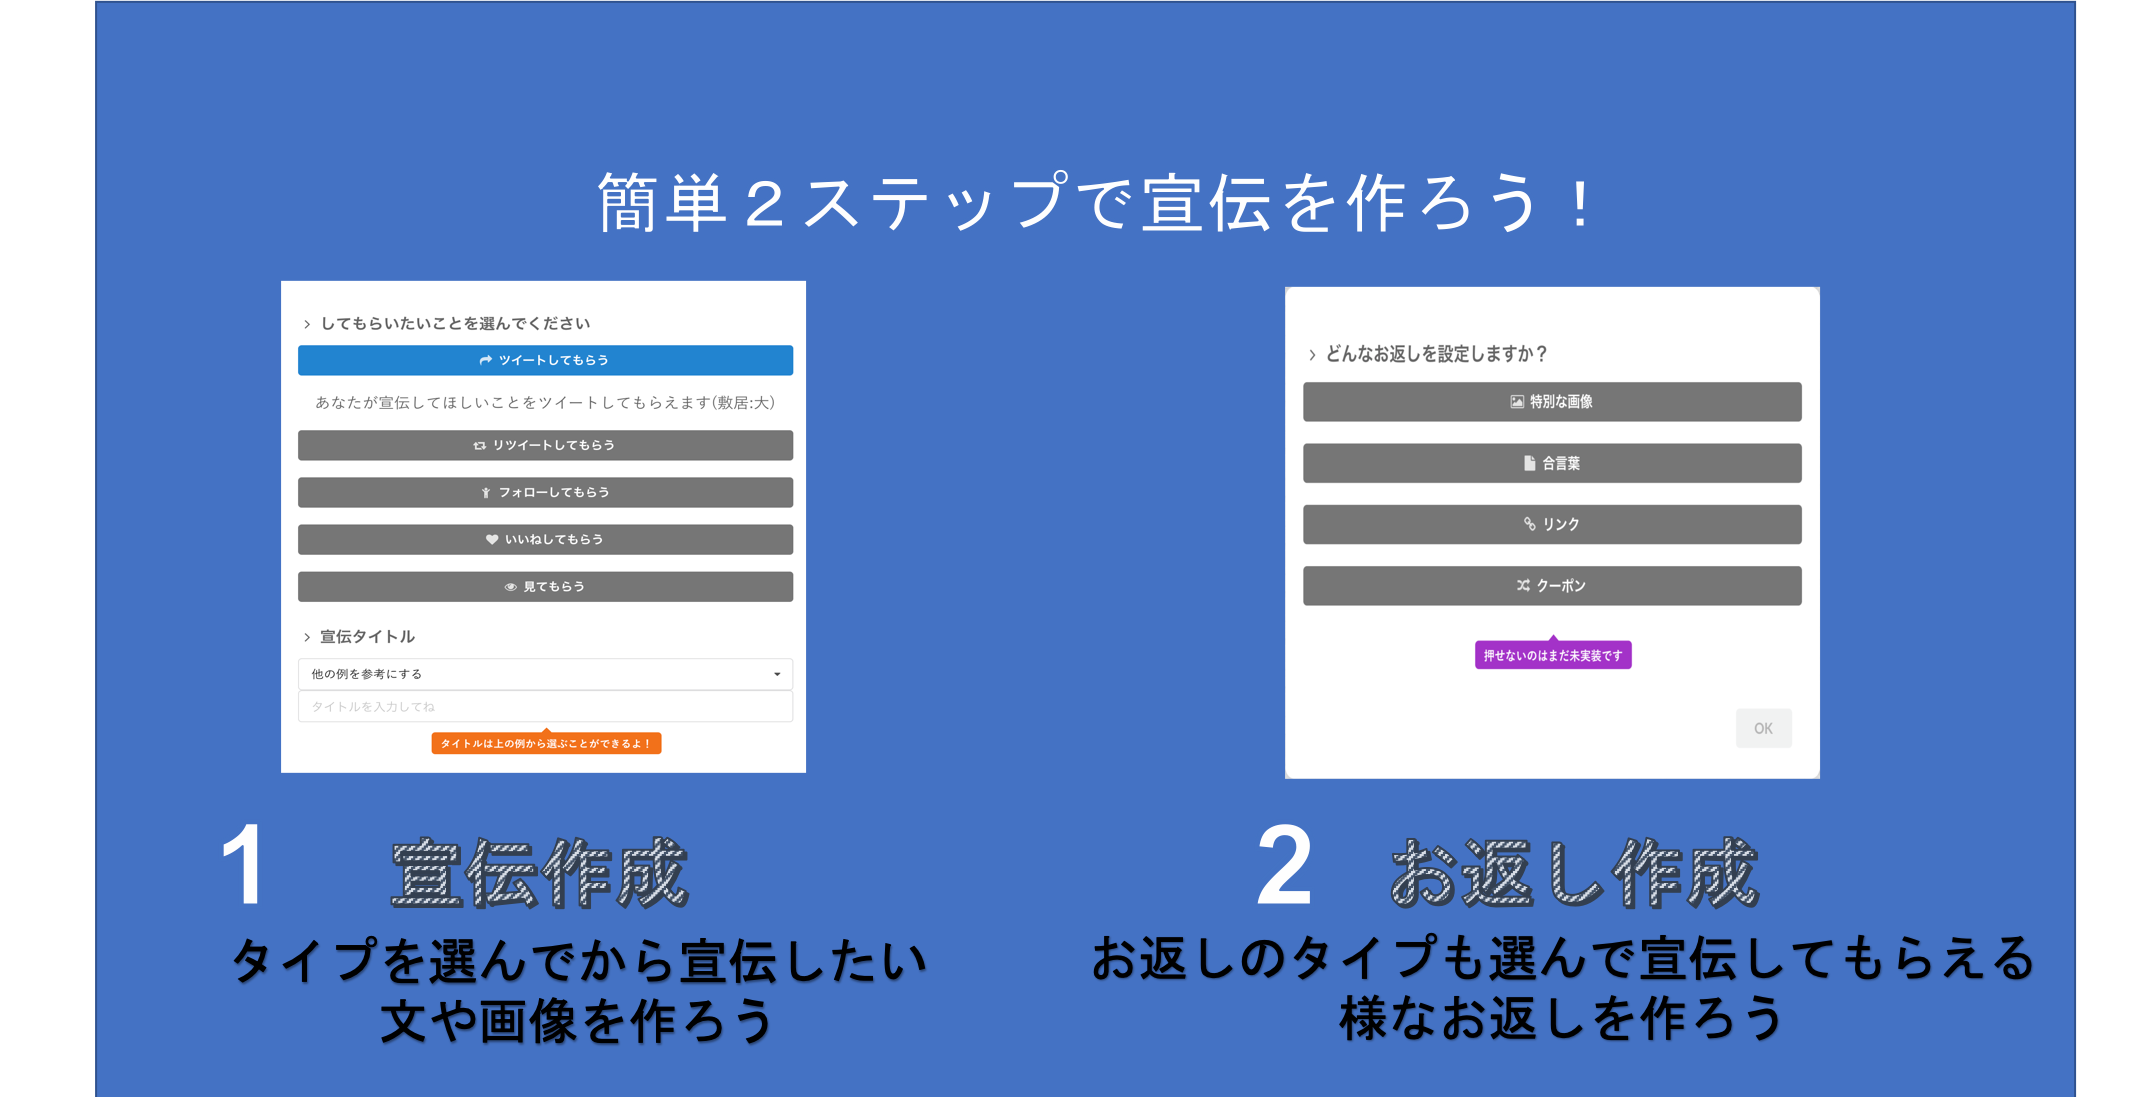 簡単２ステップで宣伝を作ろう！
してもらいたいことを選んでください
ツイートしてもらう
あなたが宣伝してほしいことをツイートしてもらえます(敷居:大)
リツイートしてもらう
フォローしてもらう
いいねしてもらう
見てもらう
宣伝タイトル
他の例を参考にする
タイトルを入力してね
タイトルは上の例から選ぶことができるよ！
どんなお返しを設定しますか？
特別な画像
合言葉
リンク
クーポン
押せないのはまだ未実装です
OK
1 宣伝作成
タイプを選んでから宣伝したい
文や画像を作ろう
2 お返し作成
お返しのタイプも選んで宣伝してもらえる
様なお返しを作ろう